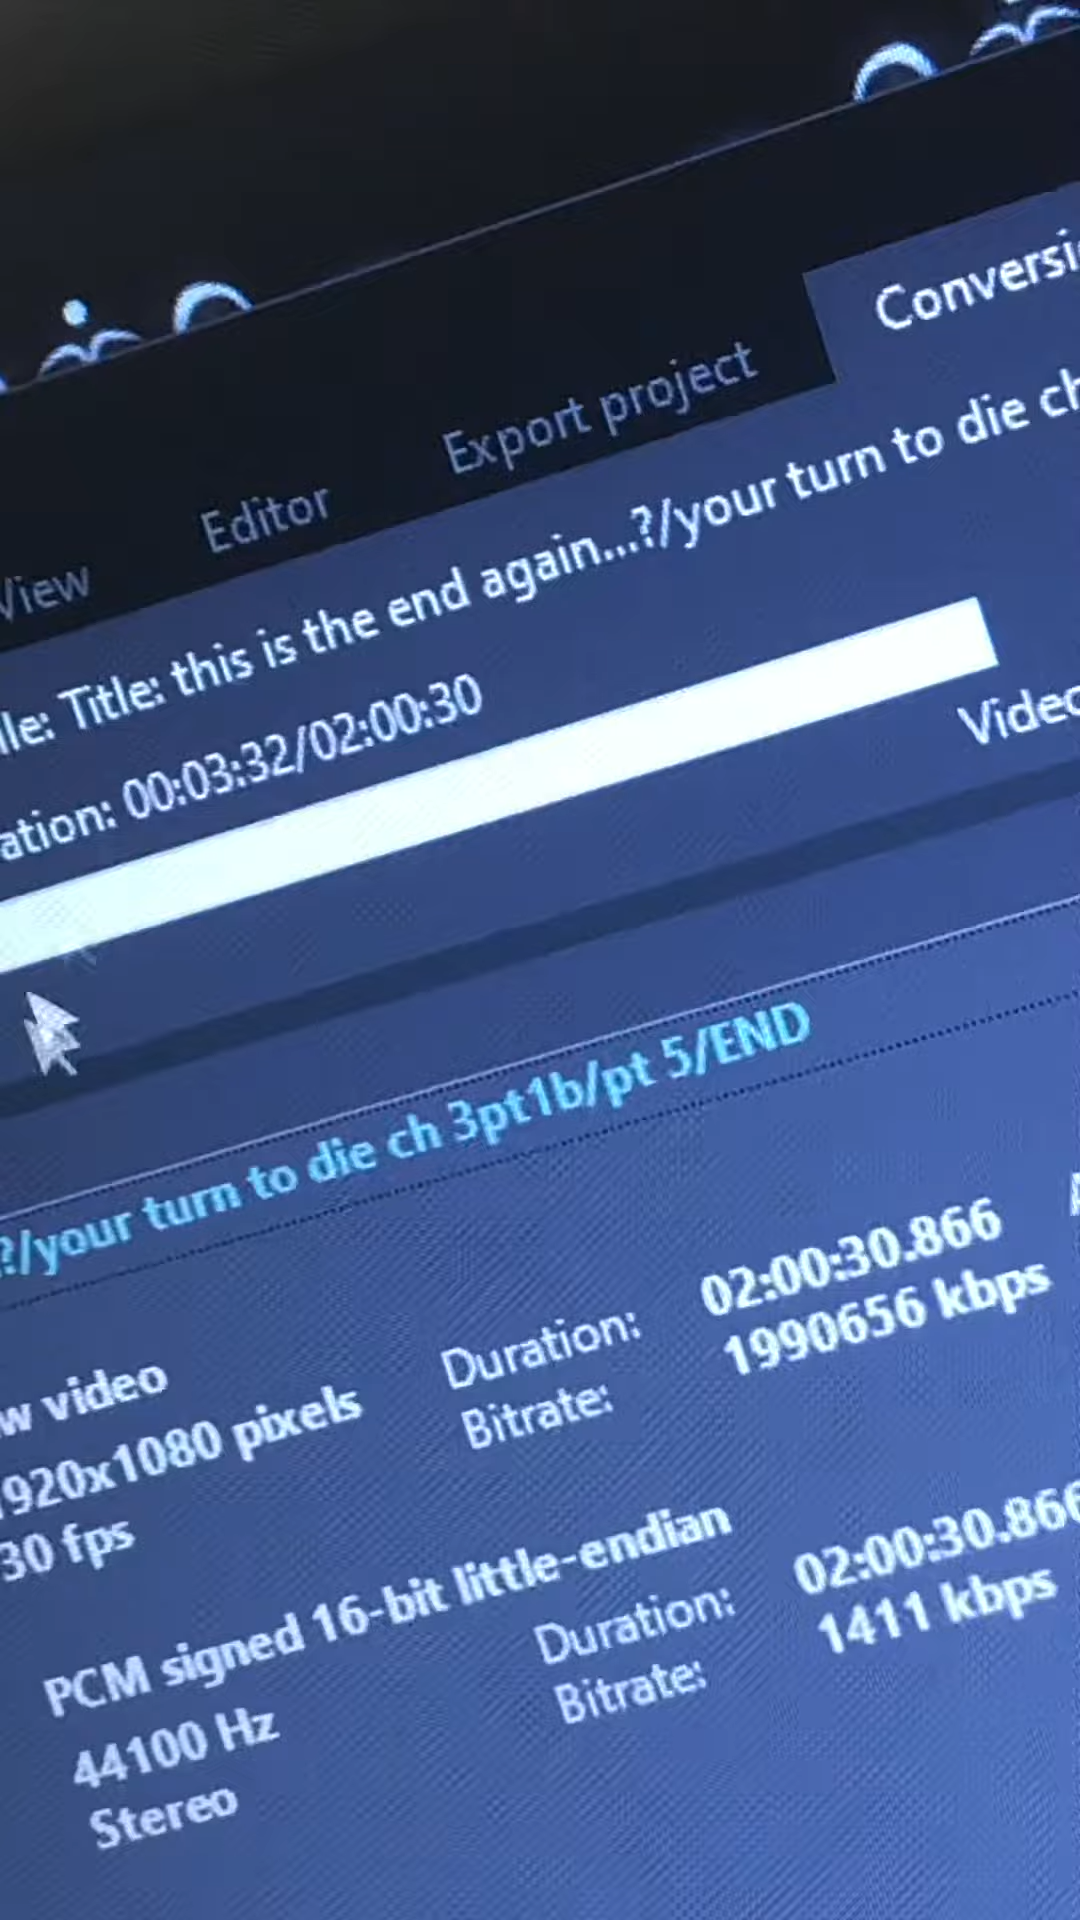 View Editor Export project Conversi
ile: Title: this is the end again...?/your turn to die ch
ation: 00:03:32/02:00:30
Video
?/your turn to die ch 3pt1b/pt 5/END
w video
Duration: 02:00:30.866
1920x1080 pixels
Bitrate: 1990656 kbps
30 fps
PCM signed 16-bit little-endian
44100 Hz
Duration: 02:00:30.866
Stereo
Bitrate: 1411 kbps